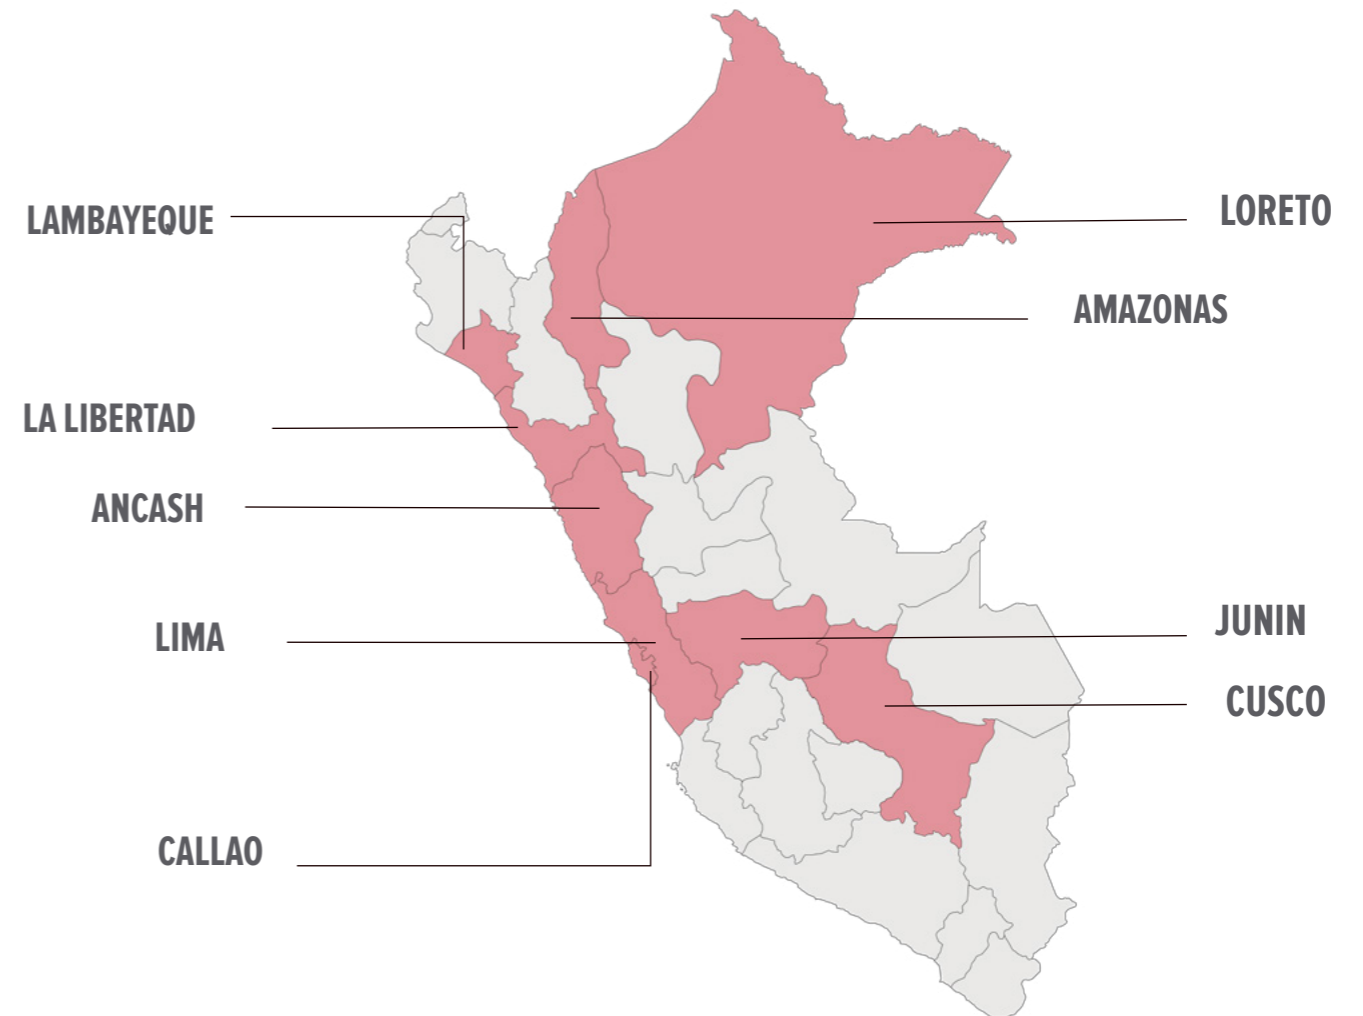 LAMBAYEQUE
LORETO
AMAZONAS
LA LIBERTAD
ANCASH
JUNIN
LIMA
CUSCO
CALLAO